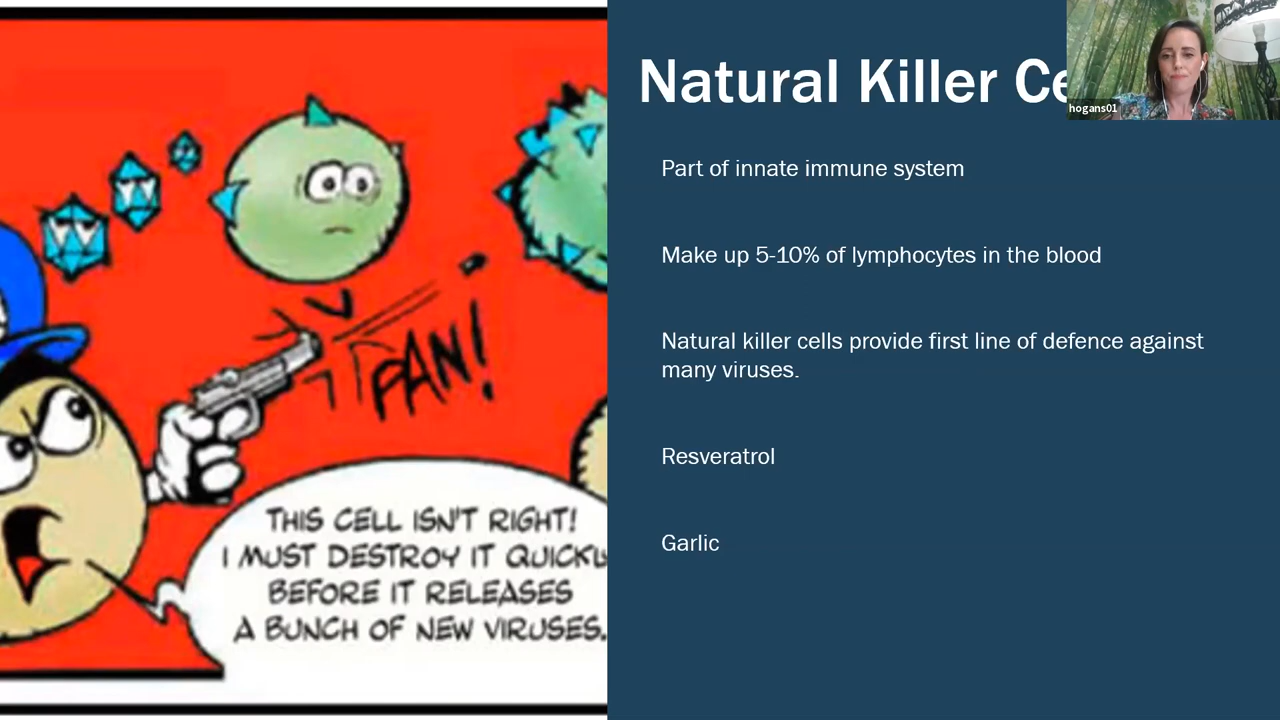 PAN!
THIS CELL ISN'T RIGHT!
I MUST DESTROY IT QUICKL
BEFORE IT RELEASES
A BUNCH OF NEW VIRUSES.
Natural Killer Ce
hogans01
Part of innate immune system
Make up 5-10% of lymphocytes in the blood
Natural killer cells provide first line of defence against
many viruses.
Resveratrol
Garlic